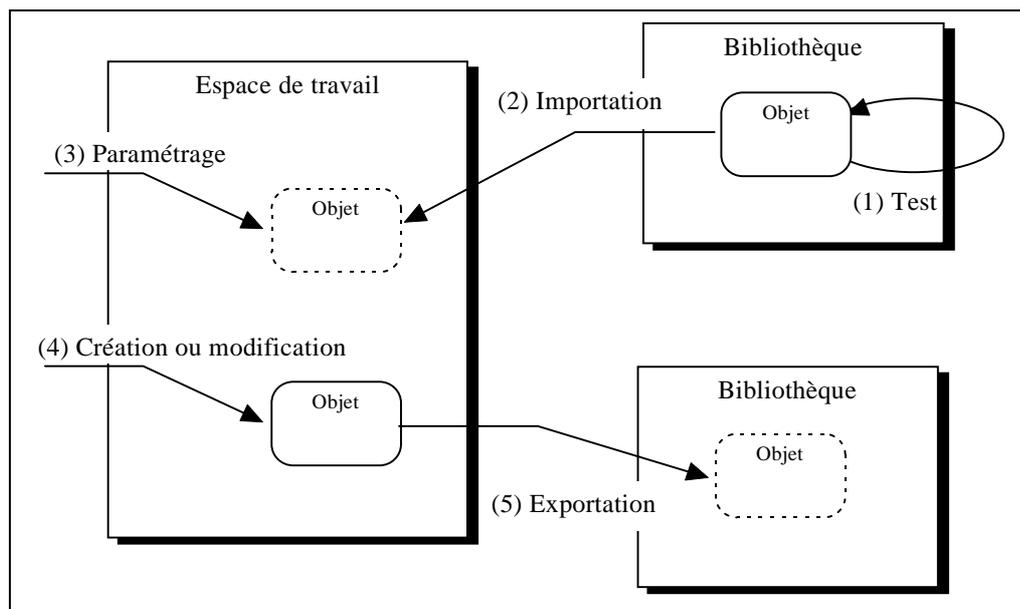 Bibliothèque
Espace de travail
(2) Importation
Objet
(3) Paramétrage
Objet
(1) Test
(4) Création ou modification
Objet
Bibliothèque
Objet
(5) Exportation